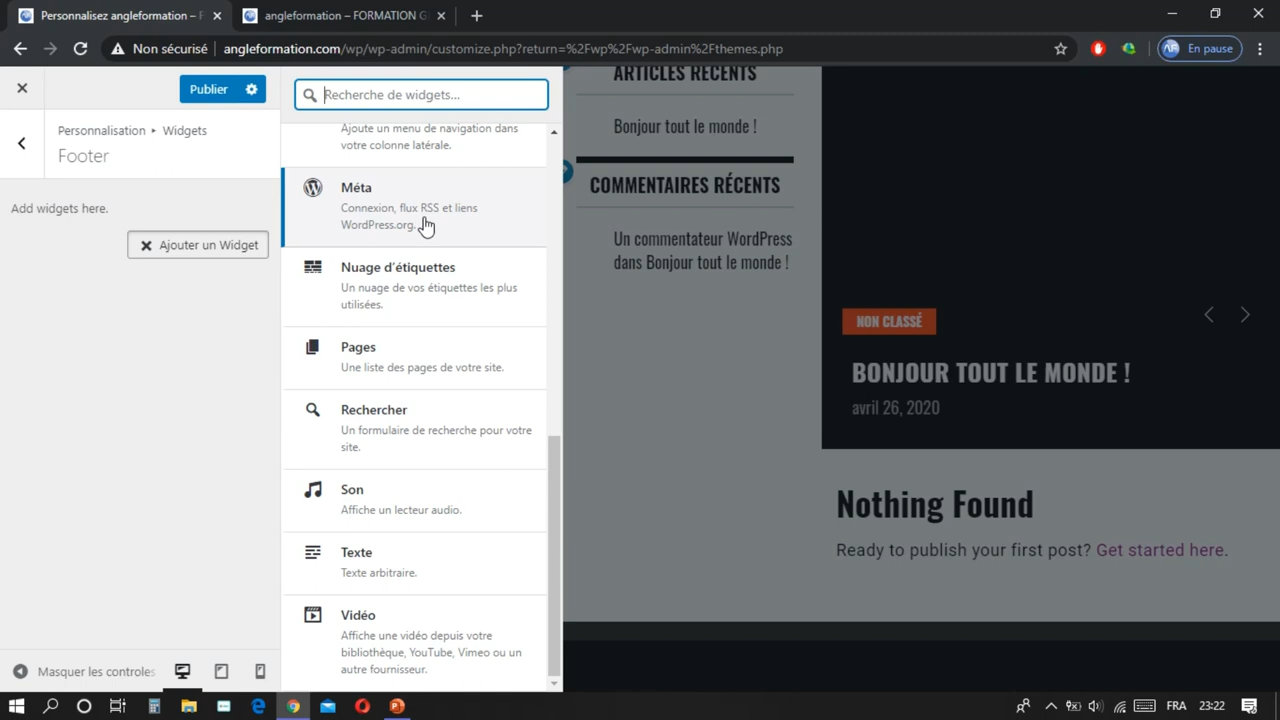 Personnalisez angleformation – F
angleformation – FORMATION G
Non sécurisé
angleformation.com/wp/wp-admin/customize.php?return=%2Fwp%2Fwp-admin%2Fthemes.php
En pause
Publier
Personnalisation ▸ Widgets
Footer
Add widgets here.
Ajouter un Widget
Masquer les controles
Recherche de widgets...
Ajoute un menu de navigation dans
votre colonne latérale.
Méta
Connexion, flux RSS et liens
WordPress.org.
Nuage d’étiquettes
Un nuage de vos étiquettes les plus
utilisées.
Pages
Une liste des pages de votre site.
Rechercher
Un formulaire de recherche pour votre
site.
Son
Affiche un lecteur audio.
Texte
Texte arbitraire.
Vidéo
Affiche une vidéo depuis votre
bibliothèque, YouTube, Vimeo ou un
autre fournisseur.
ARTICLES RÉCENTS
Bonjour tout le monde !
COMMENTAIRES RÉCENTS
Un commentateur WordPress
dans Bonjour tout le monde !
NON CLASSÉ
BONJOUR TOUT LE MONDE !
avril 26, 2020
Nothing Found
Ready to publish your first post? Get started here.
FRA
23:22